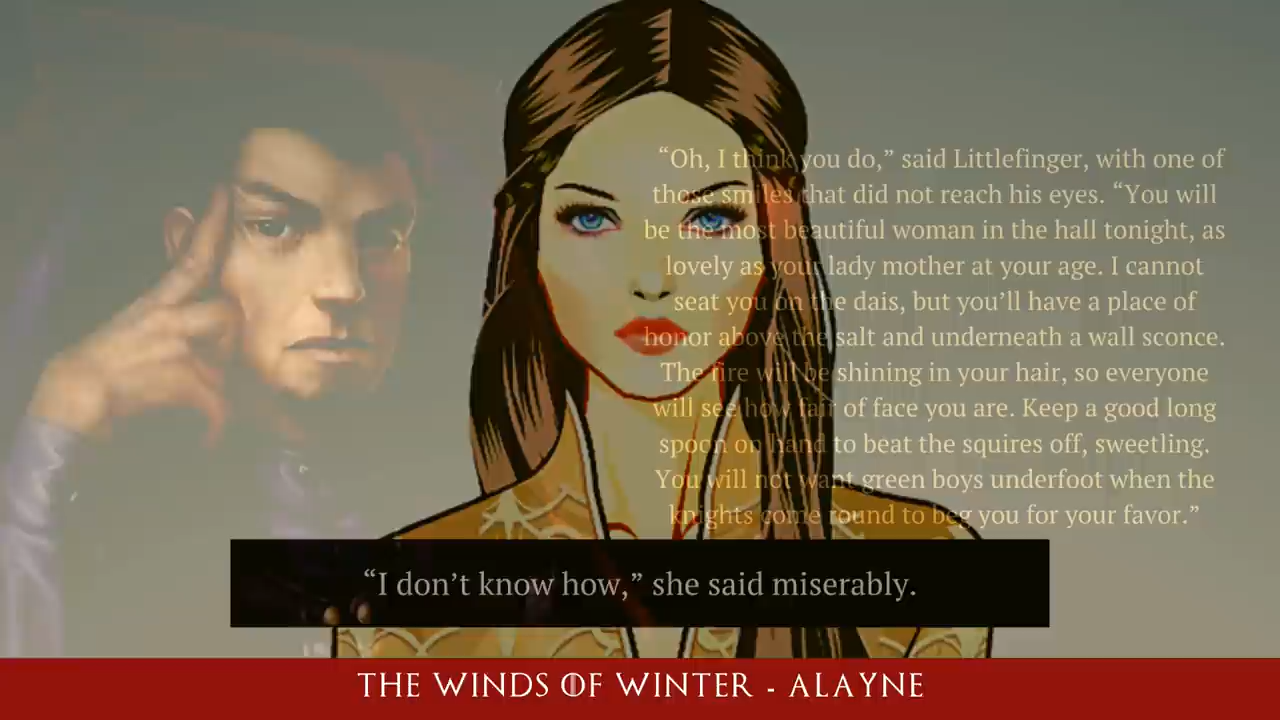 “Oh, I think you do,” said Littlefinger, with one of
those smiles that did not reach his eyes. “You will
be the most beautiful woman in the hall tonight, as
lovely as your lady mother at your age. I cannot
seat you on the dais, but you’ll have a place of
honor above the salt and underneath a wall sconce.
The fire will be shining in your hair, so everyone
will see how fair of face you are. Keep a good long
spoon on hand to beat the squires off, sweetling.
You will not want green boys underfoot when the
knights come round to beg you for your favor.”
“I don’t know how,” she said miserably.
THE WINDS OF WINTER - ALAYNE